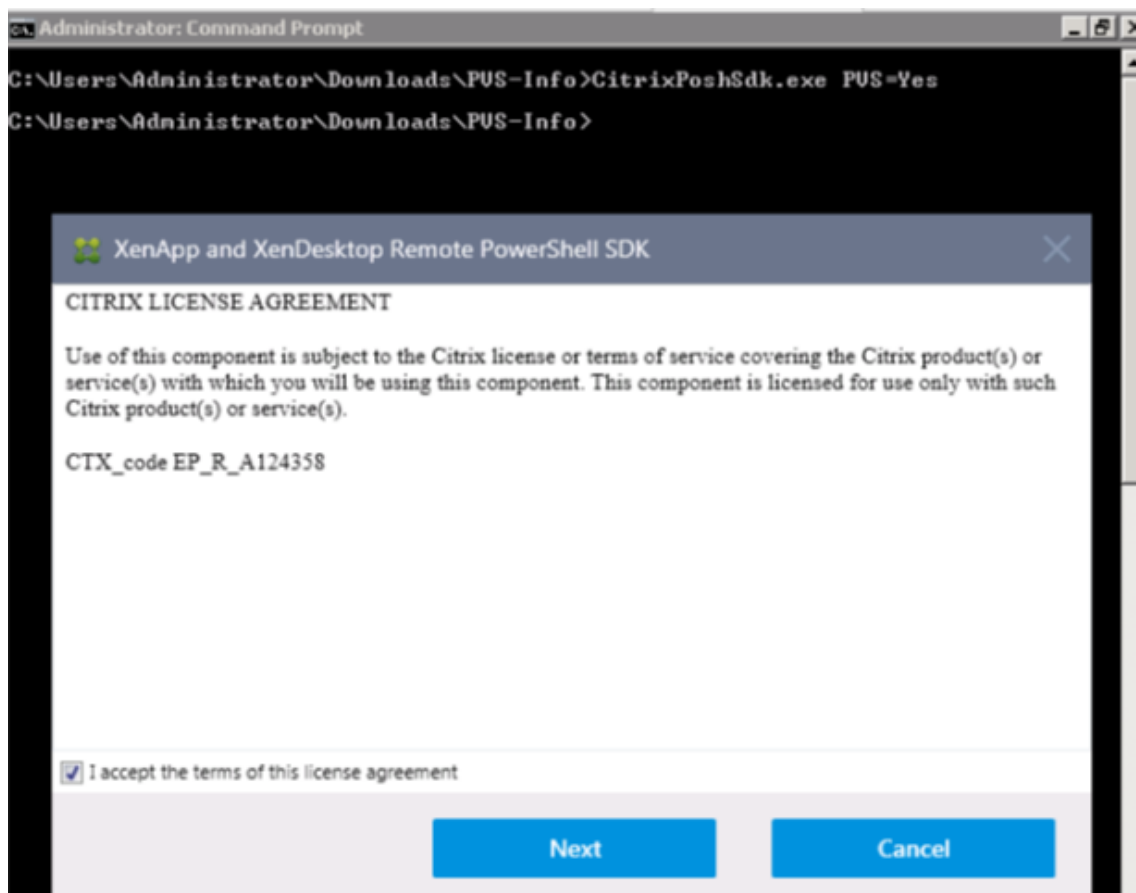 Administrator: Command Prompt
C:\Users\Administrator\Downloads\PVS-Info>CitrixPoshSdk.exe PVS=Yes
C:\Users\Administrator\Downloads\PVS-Info>
XenApp and XenDesktop Remote PowerShell SDK
CITRIX LICENSE AGREEMENT
Use of this component is subject to the Citrix license or terms of service covering the Citrix product(s) or
service(s) with which you will be using this component. This component is licensed for use only with such
Citrix product(s) or service(s).
CTX_code EP_R_A124358
I accept the terms of this license agreement
Next Cancel